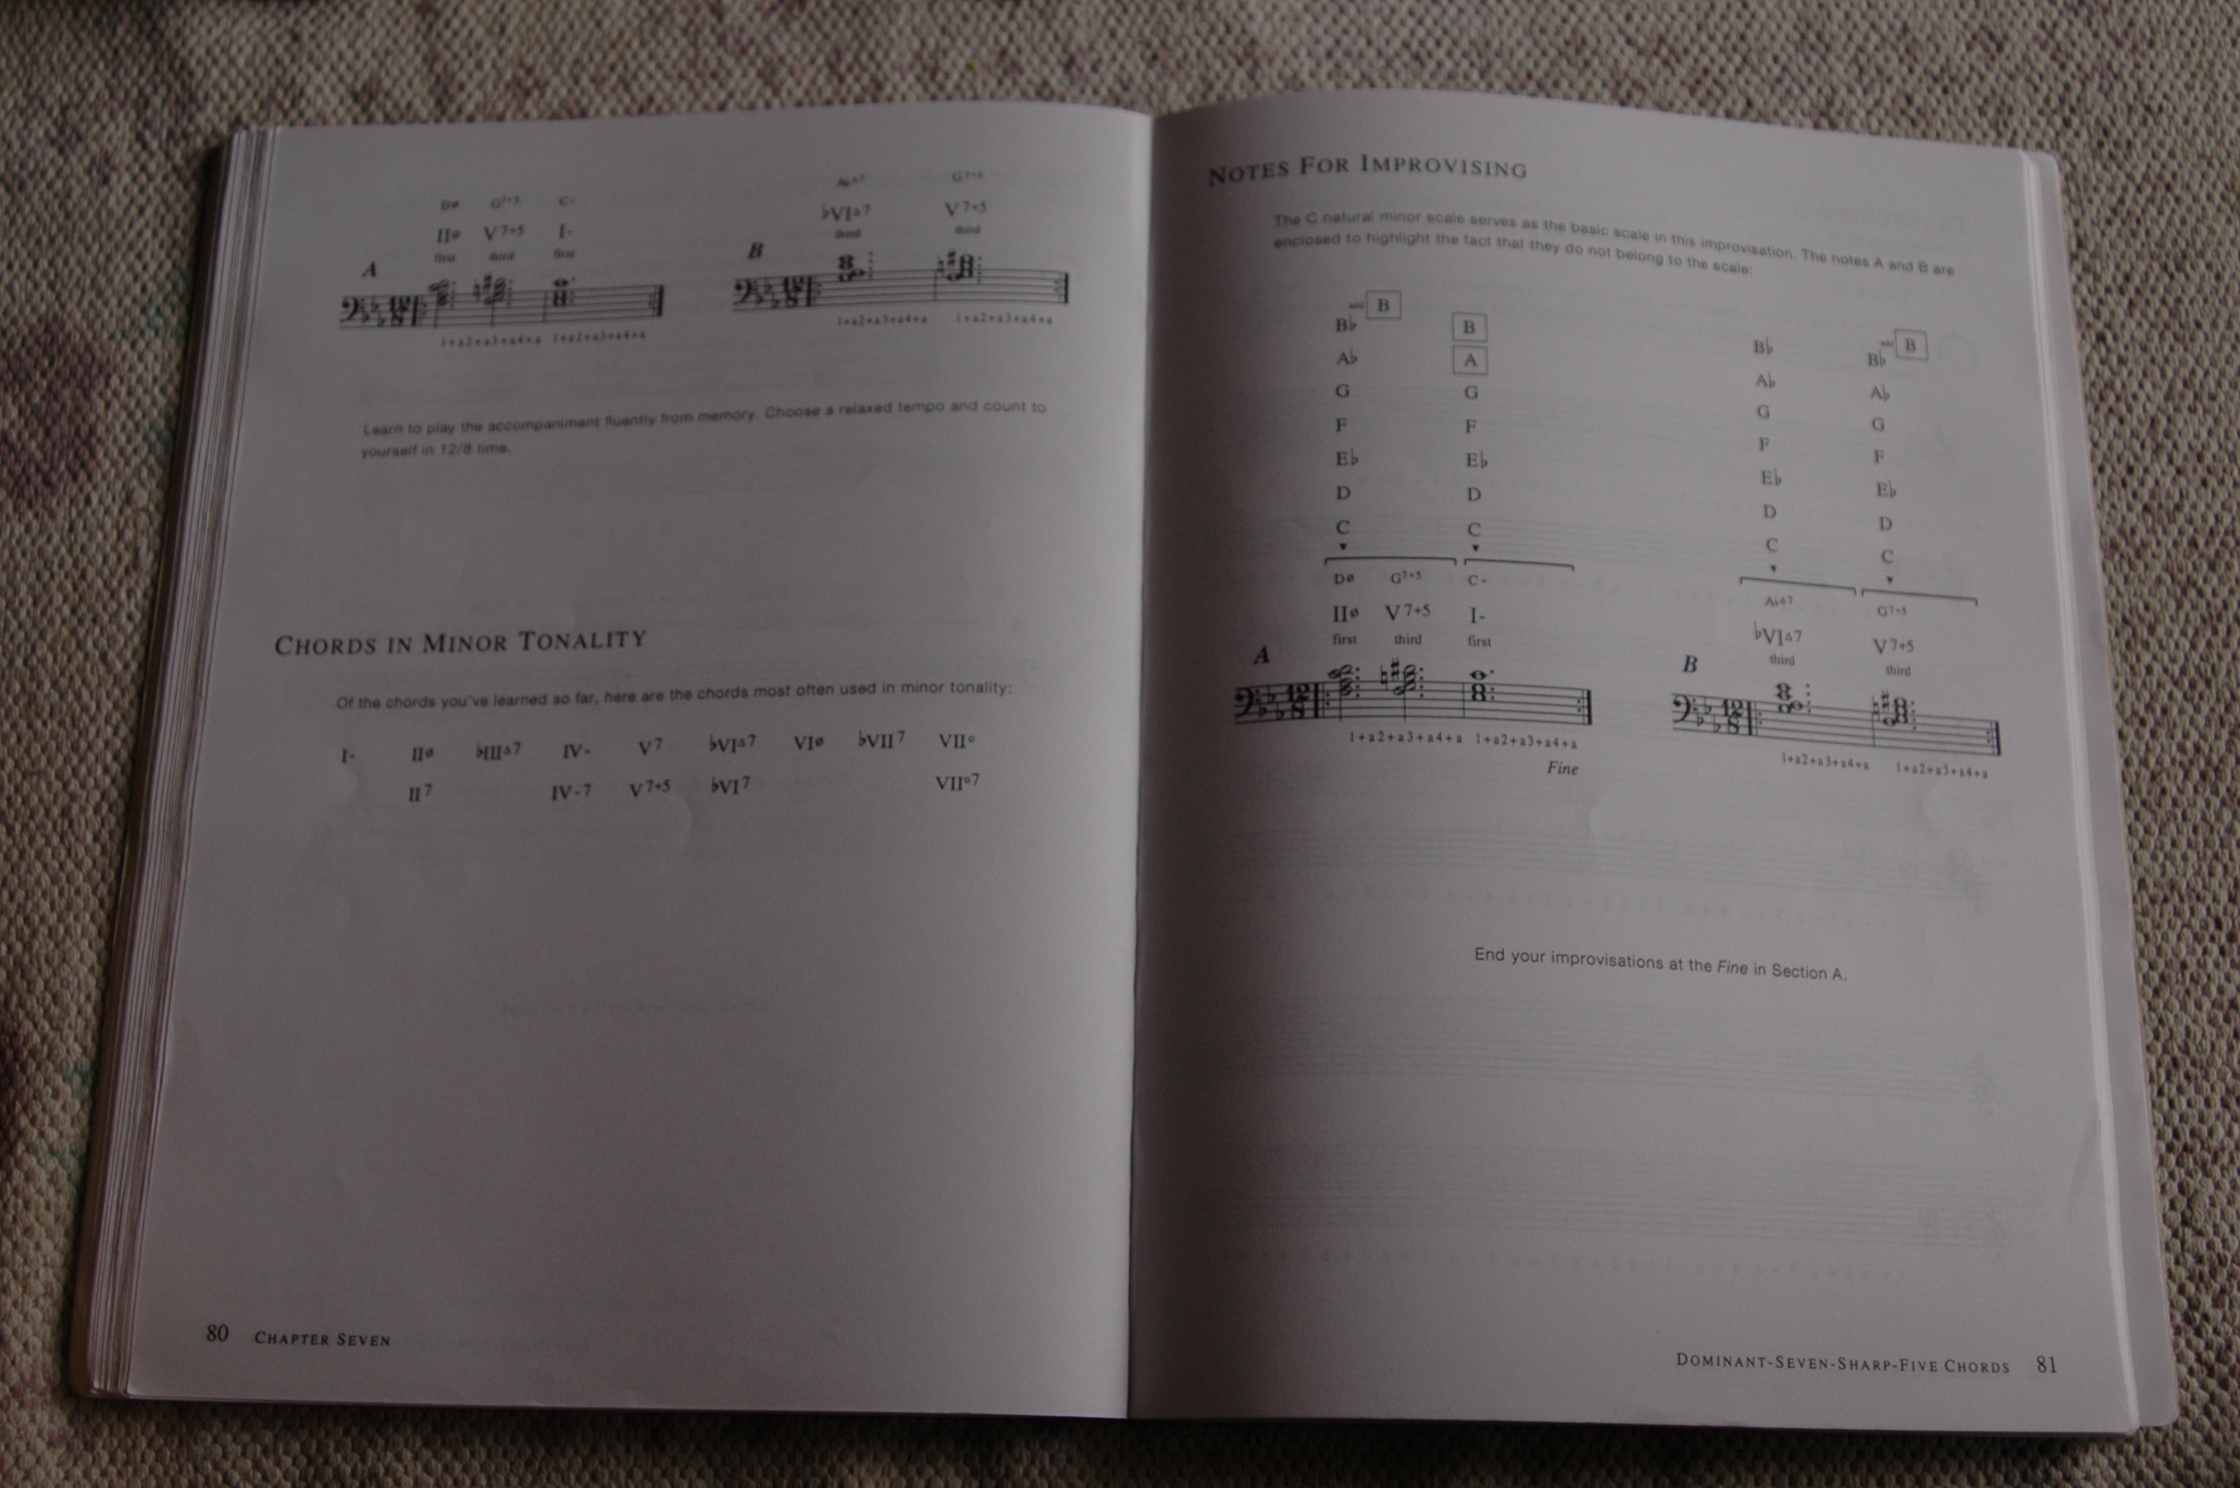 A♭Δ7 G7+5
DØ G7+5 C-
♭VIΔ7 V7+5
IIØ V7+5 I-
third third
first third first
A B
1+a2+a3+a4+a 1+a2+a3+a4+a 1+a2+a3+a4+a 1+a2+a3+a4+a
Learn to play the accompaniment fluently from memory. Choose a relaxed tempo and count to
yourself in 12/8 time.
CHORDS IN MINOR TONALITY
Of the chords you've learned so far, here are the chords most often used in minor tonality:
I- IIØ ♭IIIΔ7 IV- V7 ♭VIΔ7 VIØ ♭VII7 VII°
II7 IV-7 V7+5 ♭VI7 VII°7
80 CHAPTER SEVEN
NOTES FOR IMPROVISING
The C natural minor scale serves as the basic scale in this improvisation. The notes A and B are
enclosed to highlight the fact that they do not belong to the scale:
add B B add B
B♭ A B♭ B♭
A♭ G A♭ A♭
G F G G
F E♭ F F
E♭ D E♭ E♭
D C D D
C C C
DØ G7+5 C- A♭Δ7 G7+5
IIØ V7+5 I- ♭VIΔ7 V7+5
first third first third third
A B
1+a2+a3+a4+a 1+a2+a3+a4+a 1+a2+a3+a4+a 1+a2+a3+a4+a
Fine
End your improvisations at the Fine in Section A.
DOMINANT-SEVEN-SHARP-FIVE CHORDS 81